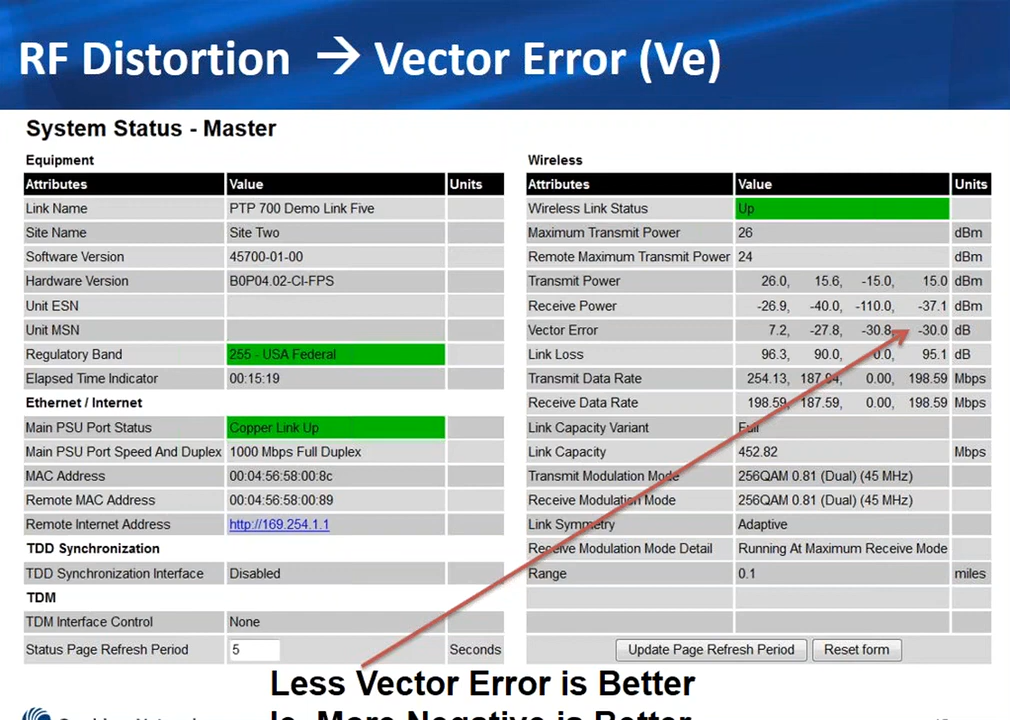 RF Distortion → Vector Error (Ve)
System Status - Master
Equipment
Attributes Value Units
Link Name PTP 700 Demo Link Five
Site Name Site Two
Software Version 45700-01-00
Hardware Version B0P04.02-CI-FPS
Unit ESN
Unit MSN
Regulatory Band 255 - USA Federal
Elapsed Time Indicator 00:15:19
Ethernet / Internet
Main PSU Port Status Copper Link Up
Main PSU Port Speed And Duplex 1000 Mbps Full Duplex
MAC Address 00:04:56:58:00:8c
Remote MAC Address 00:04:56:58:00:89
Remote Internet Address http://169.254.1.1
TDD Synchronization
TDD Synchronization Interface Disabled
TDM
TDM Interface Control None
Status Page Refresh Period 5 Seconds
Wireless
Attributes Value Units
Wireless Link Status Up
Maximum Transmit Power 26 dBm
Remote Maximum Transmit Power 24 dBm
Transmit Power 26.0, 15.6, -15.0, 15.0 dBm
Receive Power -26.9, -40.0, -110.0, -37.1 dBm
Vector Error 7.2, -27.8, -30.8, -30.0 dB
Link Loss 96.3, 90.0, 0.0, 95.1 dB
Transmit Data Rate 254.13, 187.94, 0.00, 198.59 Mbps
Receive Data Rate 198.59, 187.59, 0.00, 198.59 Mbps
Link Capacity Variant Full
Link Capacity 452.82 Mbps
Transmit Modulation Mode 256QAM 0.81 (Dual) (45 MHz)
Receive Modulation Mode 256QAM 0.81 (Dual) (45 MHz)
Link Symmetry Adaptive
Receive Modulation Mode Detail Running At Maximum Receive Mode
Range 0.1 miles
Update Page Refresh Period Reset form
Less Vector Error is Better
More Negative is Better